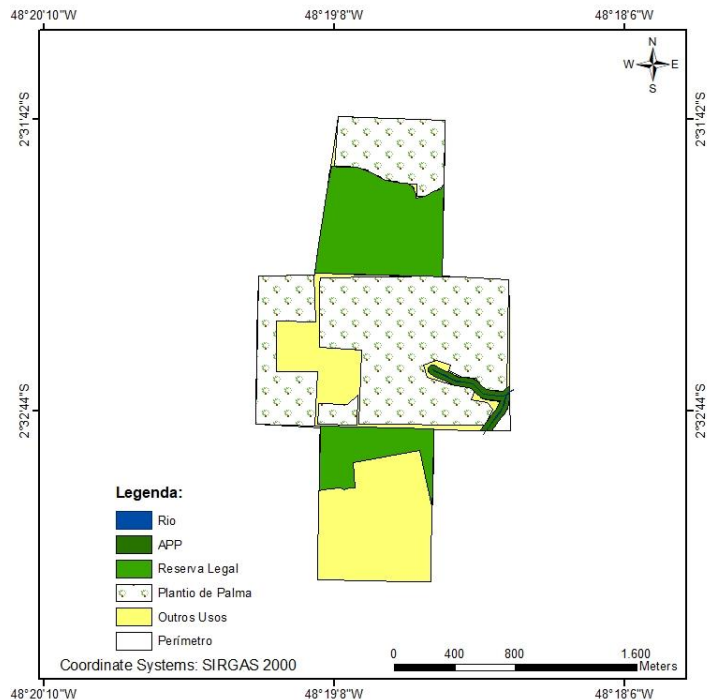 48°20'10"W 48°19'8"W 48°18'6"W
N
W E
S
2°31'42"S 2°31'42"S
2°32'44"S 2°32'44"S
Legenda:
Rio
APP
Reserva Legal
Plantio de Palma
Outros Usos
Perímetro
0 400 800 1.600
Meters
Coordinate Systems: SIRGAS 2000
48°20'10"W 48°19'8"W 48°18'6"W